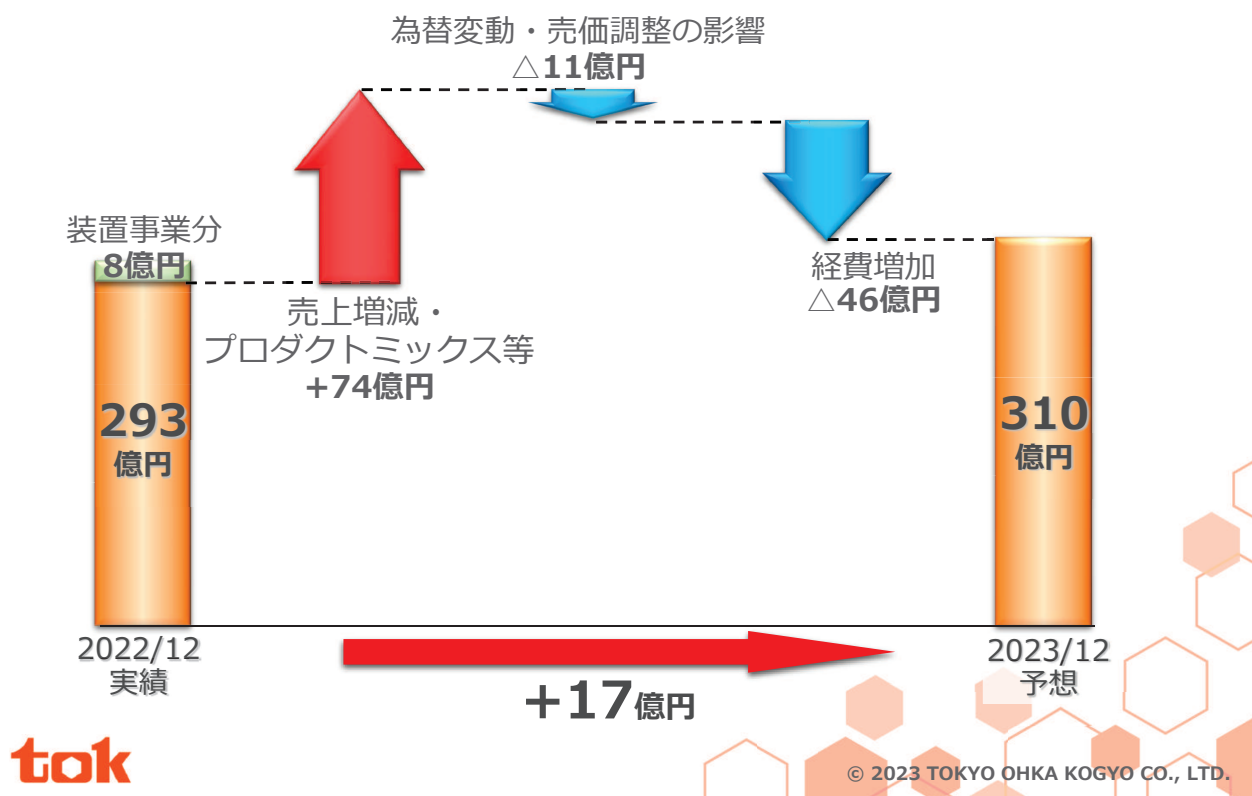 為替変動・売価調整の影響
△11億円
装置事業分
8億円
売上増減・
プロダクトミックス等
+74億円
経費増加
△46億円
293
億円
310
億円
2022/12
実績
2023/12
予想
+17億円
tok
© 2023 TOKYO OHKA KOGYO CO., LTD.